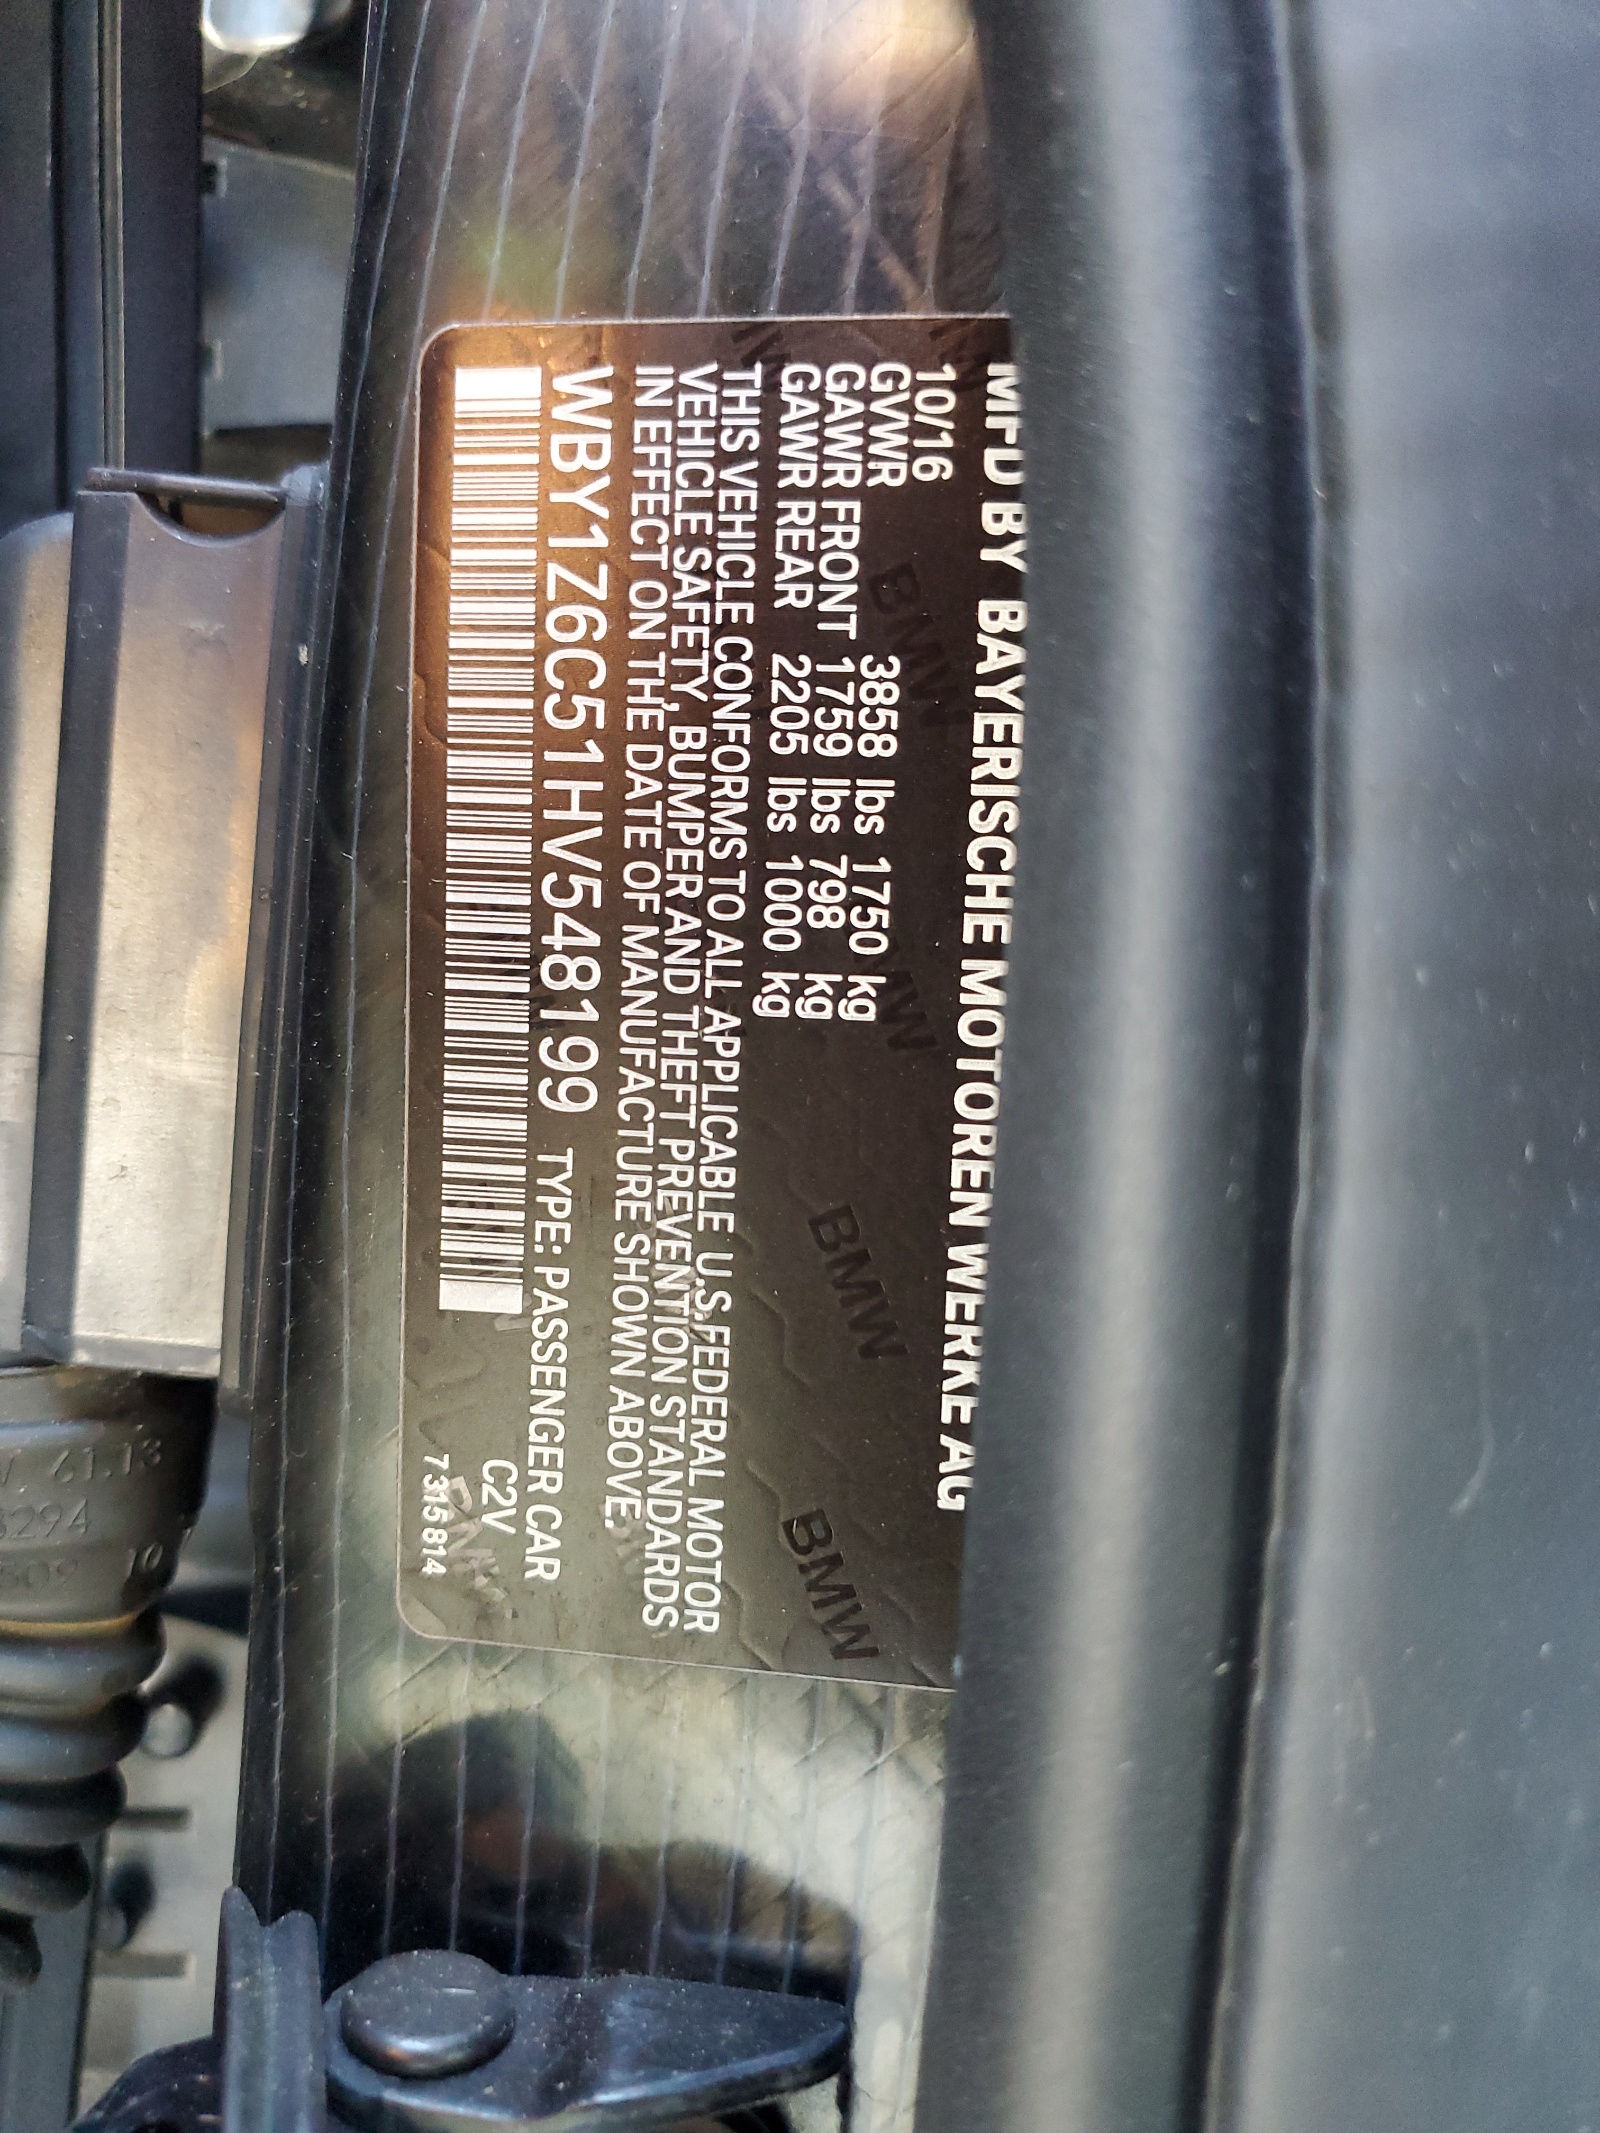 MFD BY BAYERISCHE MOTOREN WERKE AG
10/16
GVWR 3858 lbs 1750 kg
GAWR FRONT 1759 lbs 798 kg
GAWR REAR 2205 lbs 1000 kg
THIS VEHICLE CONFORMS TO ALL APPLICABLE U.S. FEDERAL MOTOR
VEHICLE SAFETY, BUMPER AND THEFT PREVENTION STANDARDS
IN EFFECT ON THE DATE OF MANUFACTURE SHOWN ABOVE.
WBY1Z6C51HV548199 TYPE: PASSENGER CAR
C2V
7315814
BMW
BMW
BMW
61.13